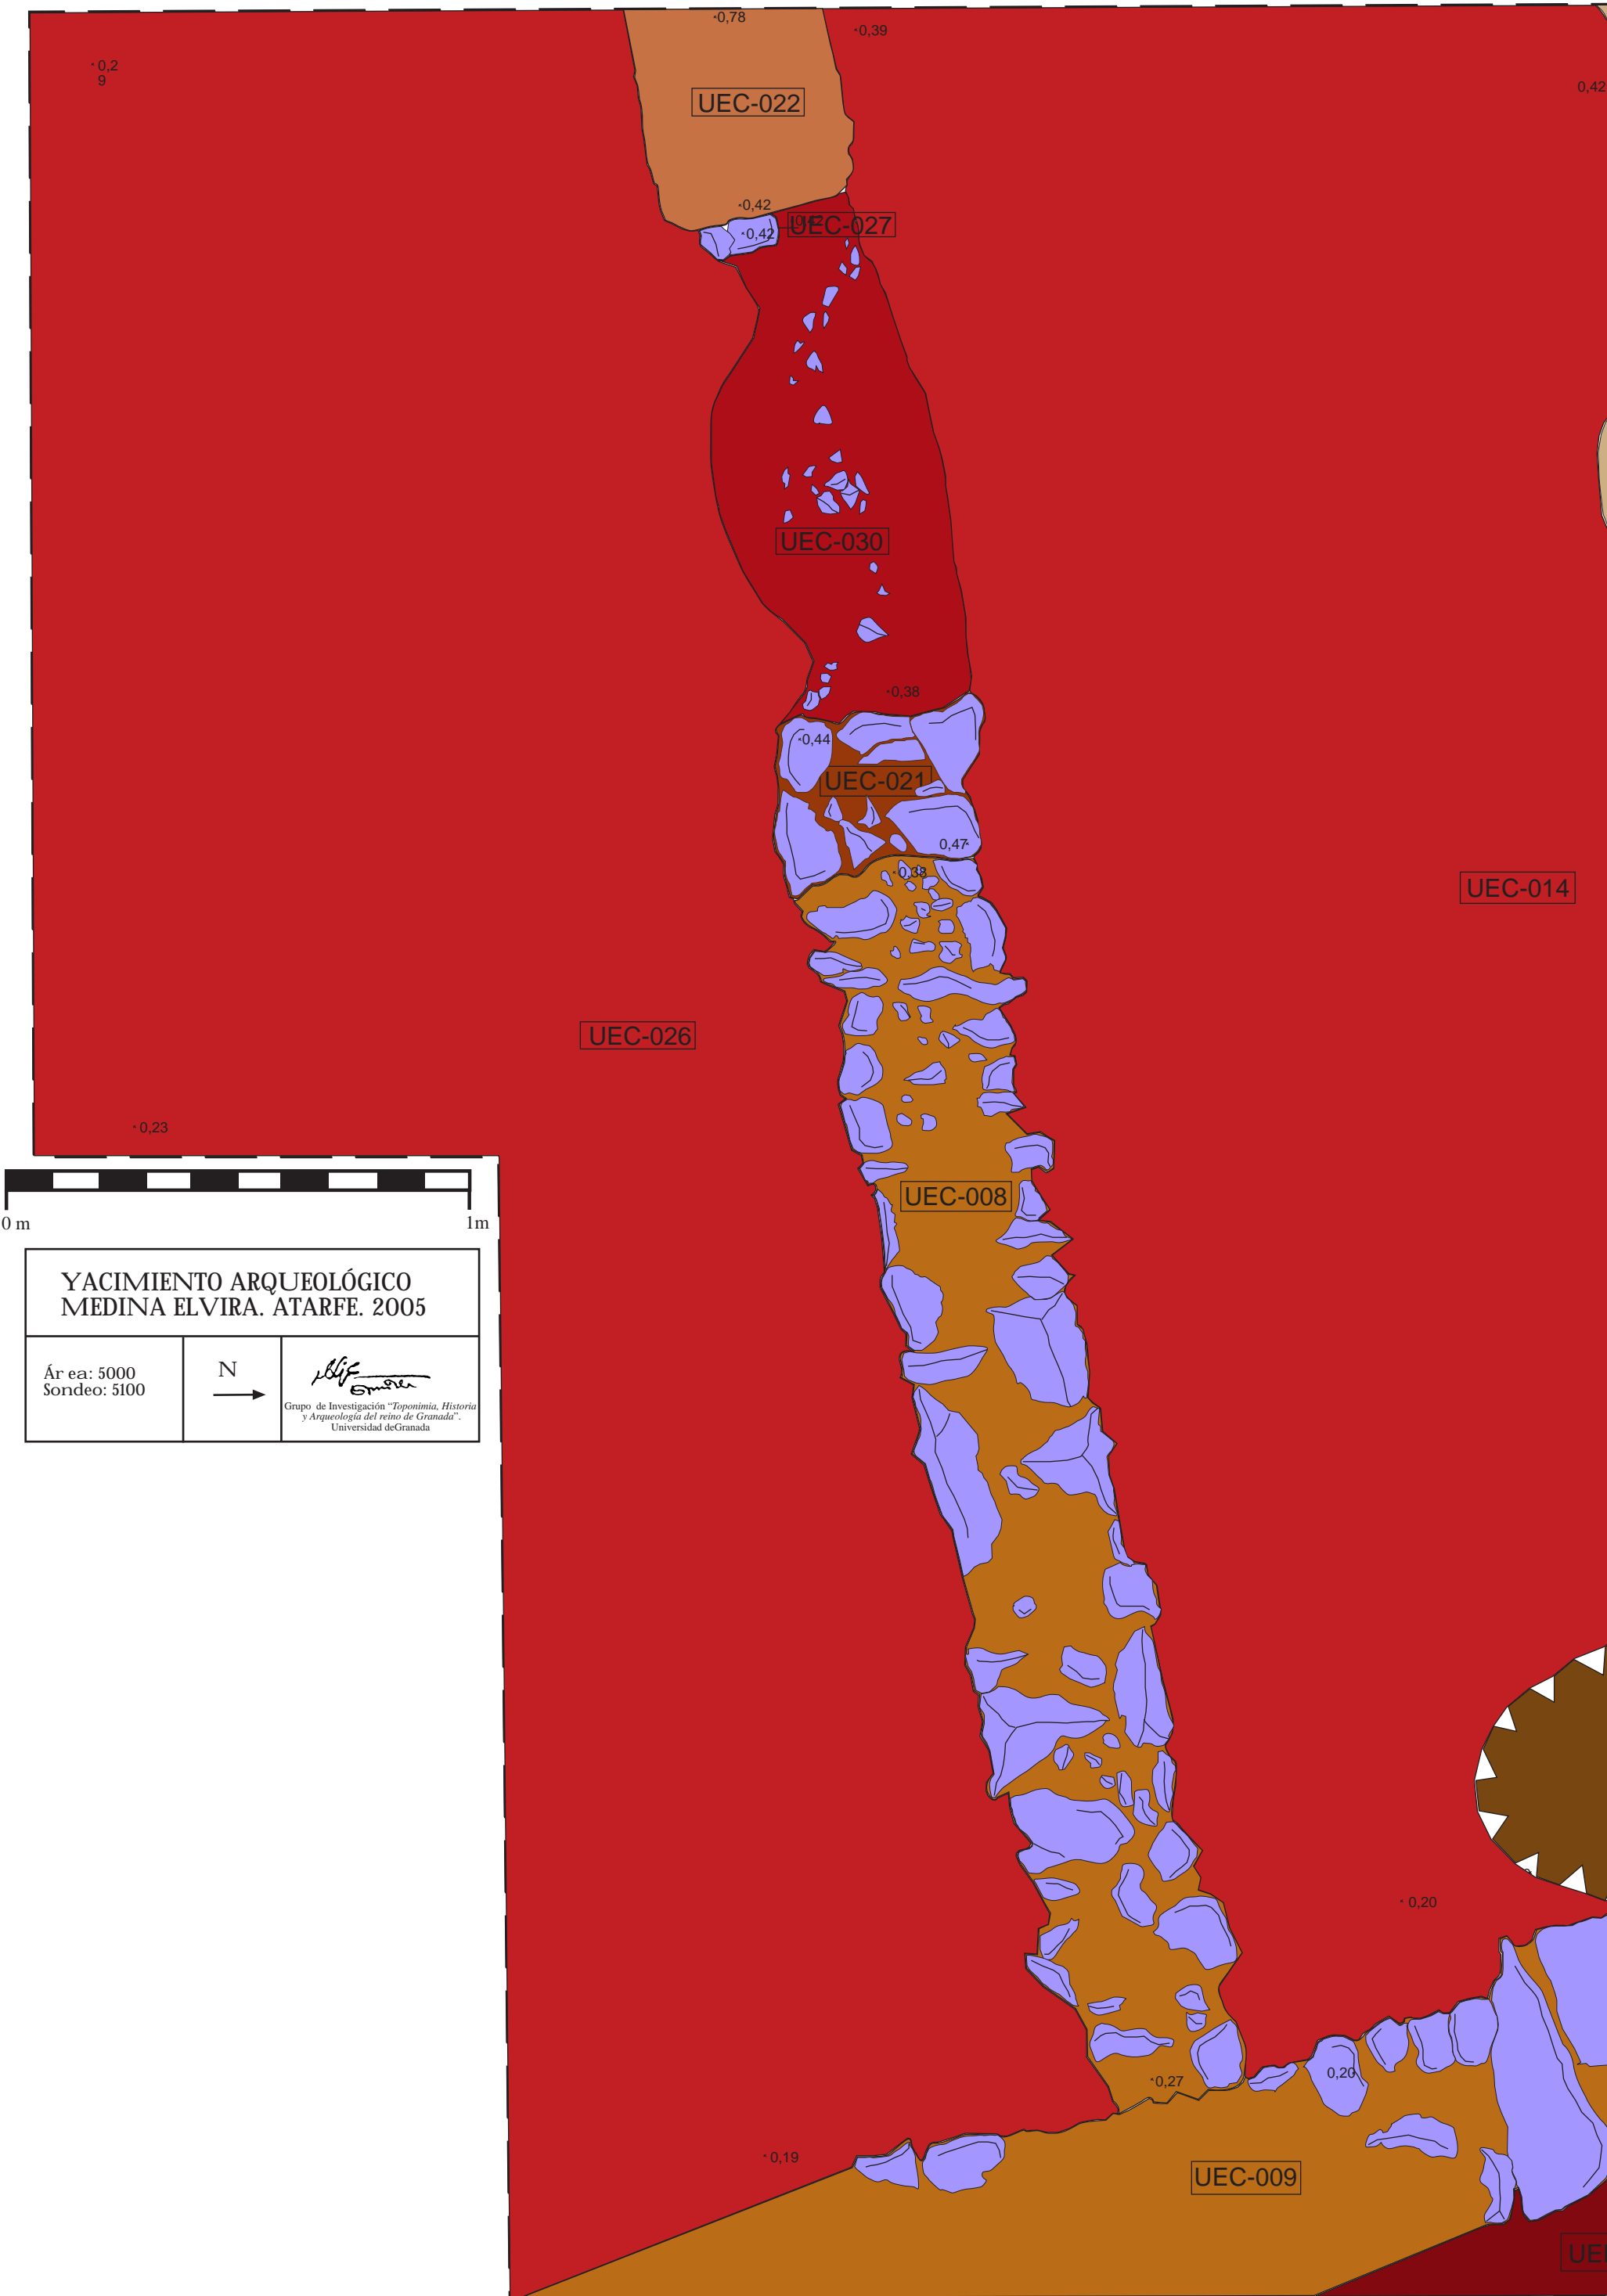 0,78
0,39
0,2
9
0,42
UEC-022
0,42
0,42
UEC-027
0,42
UEC-030
0,38
0,44
UEC-021
0,47
0,38
UEC-014
UEC-026
0,23
UEC-008
0 m
1m
YACIMIENTO ARQUEOLÓGICO
MEDINA ELVIRA. ATARFE. 2005
Ár ea: 5000
Sondeo: 5100
N
Grupo de Investigación “Toponimia, Historia
y Arqueología del reino de Granada”.
Universidad deGranada
0,20
0,20
0,27
0,19
UEC-009